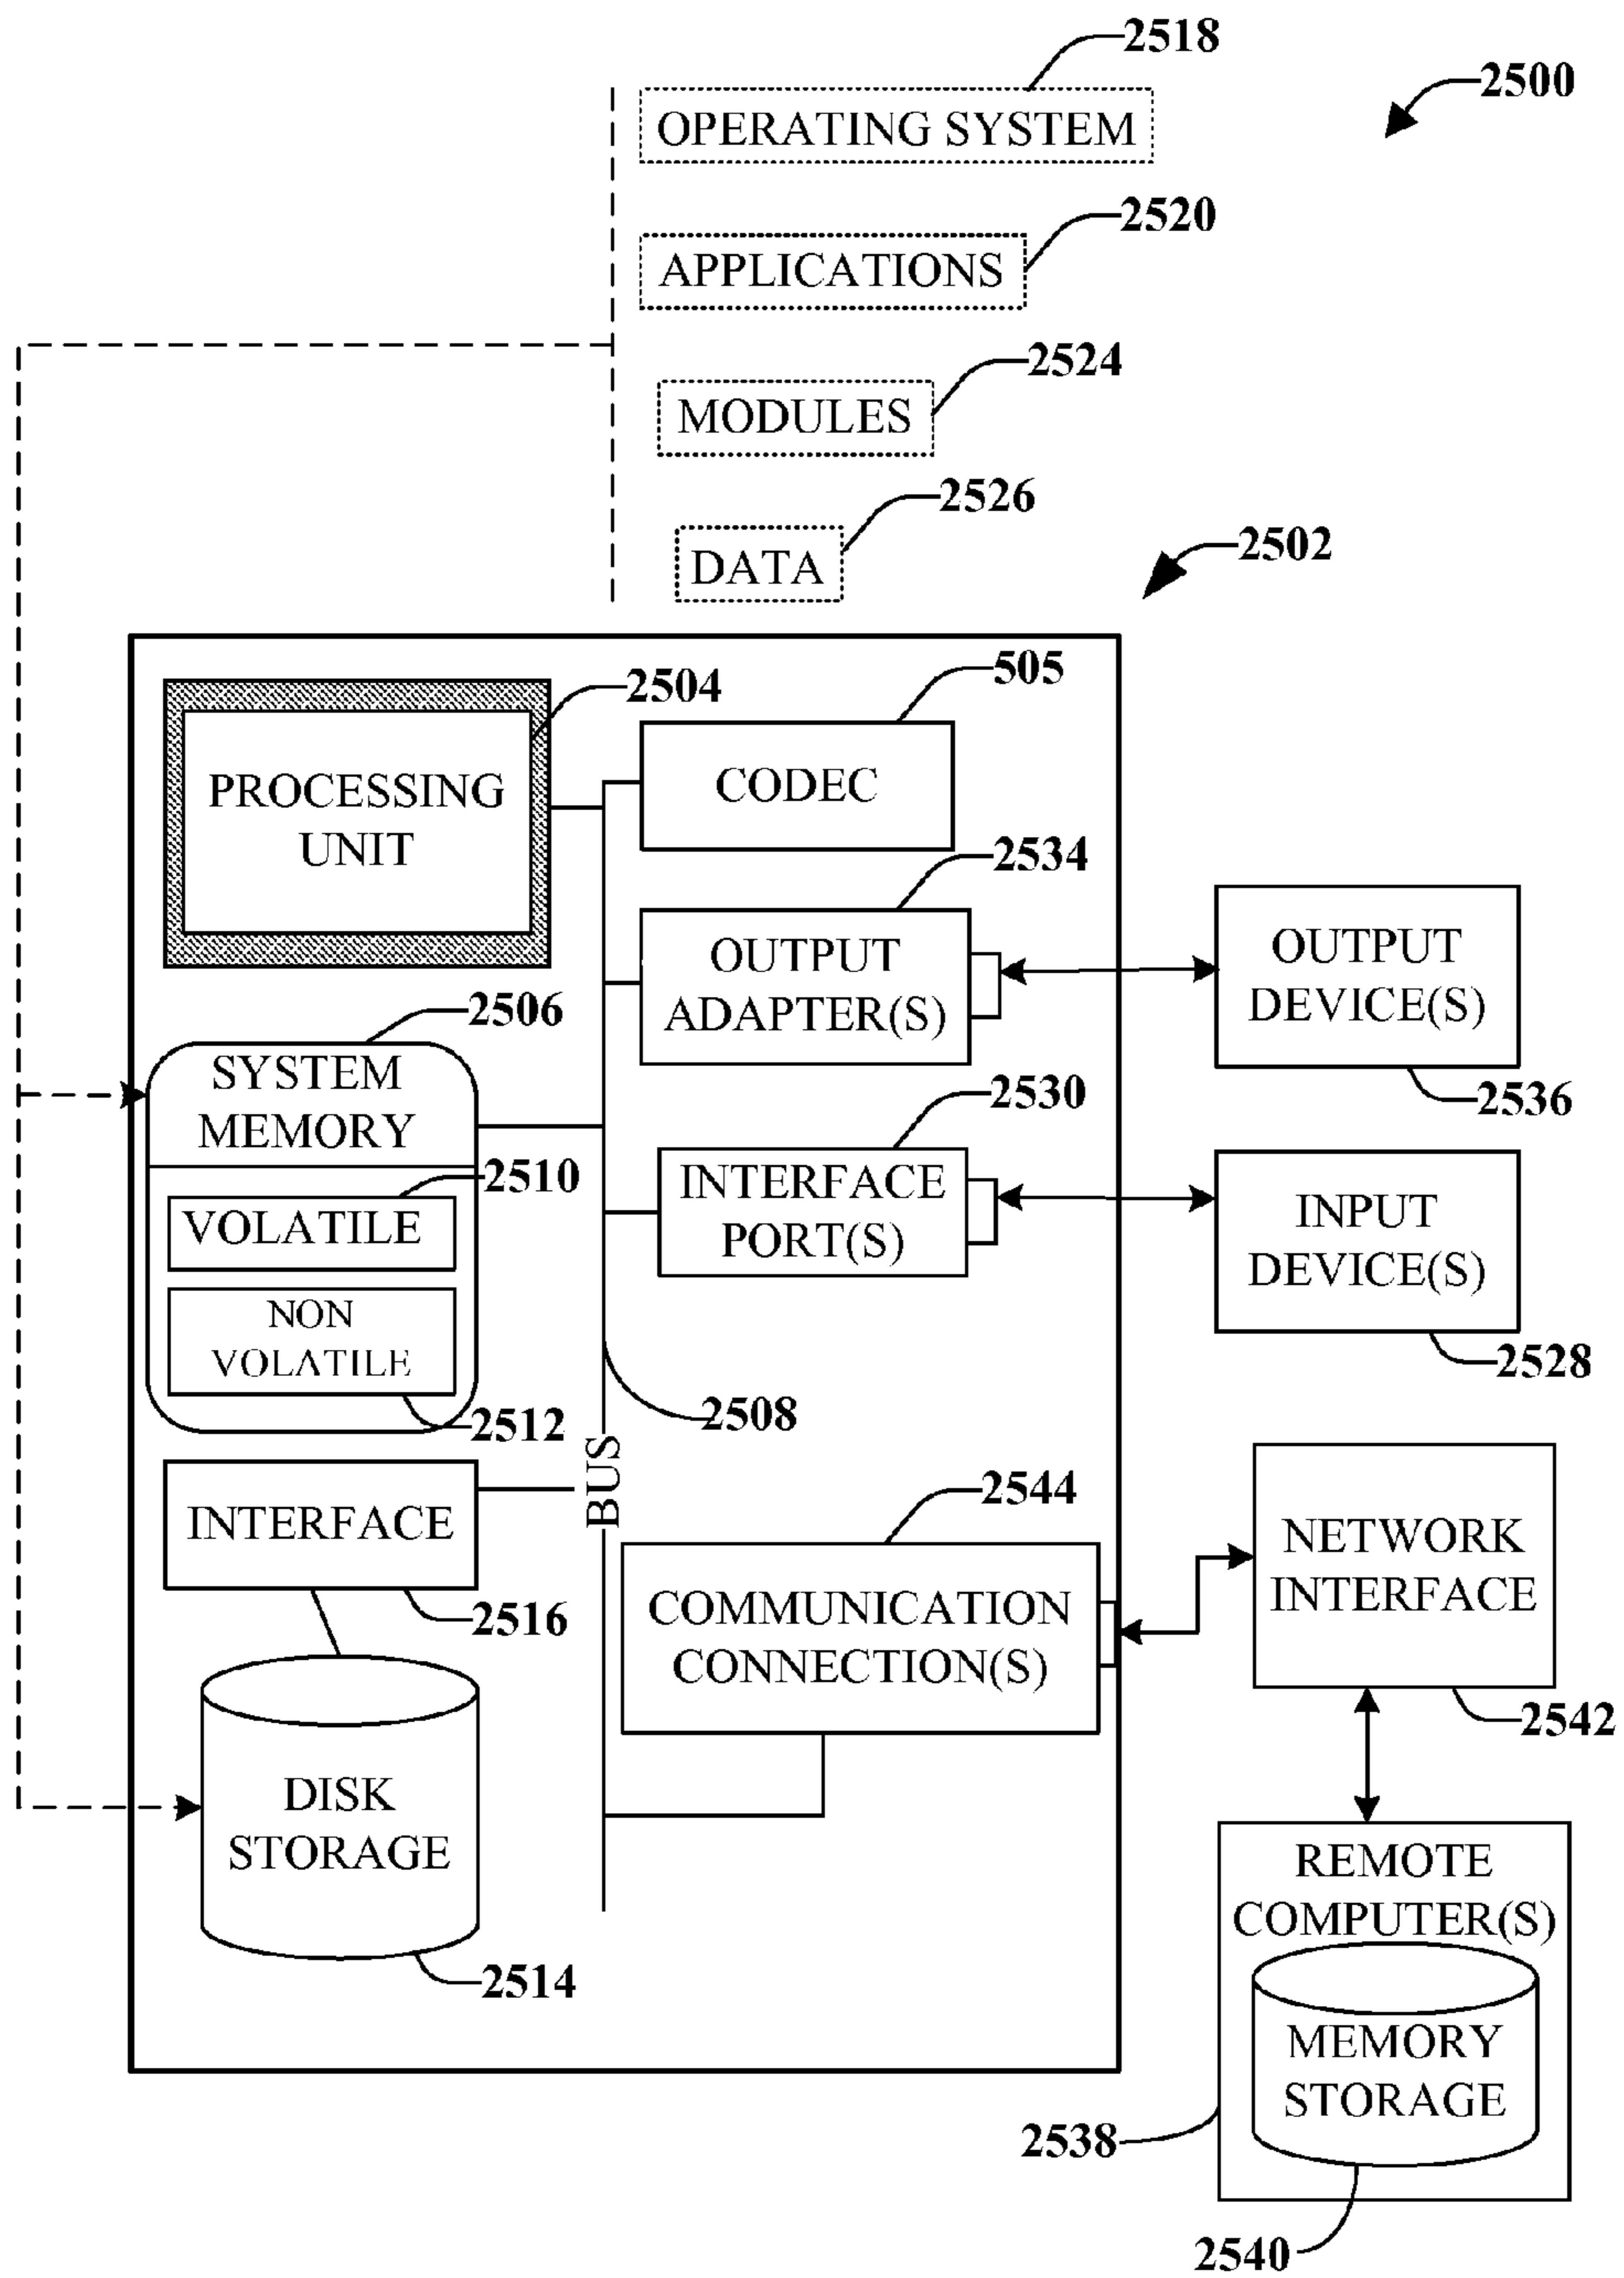 2518
2500
OPERATING SYSTEM
2520
APPLICATIONS
2524
MODULES
2526
DATA
2502
2504
505
PROCESSING
UNIT
CODEC
2534
OUTPUT
ADAPTER(S)
OUTPUT
DEVICE(S)
2536
2506
SYSTEM
MEMORY
2530
2510
VOLATILE
INTERFACE
PORT(S)
INPUT
DEVICE(S)
2528
NON
VOLATILE
2512
2508
BUS
INTERFACE
2516
2544
COMMUNICATION
CONNECTION(S)
NETWORK
INTERFACE
2542
DISK
STORAGE
2514
REMOTE
COMPUTER(S)
MEMORY
STORAGE
2538
2540